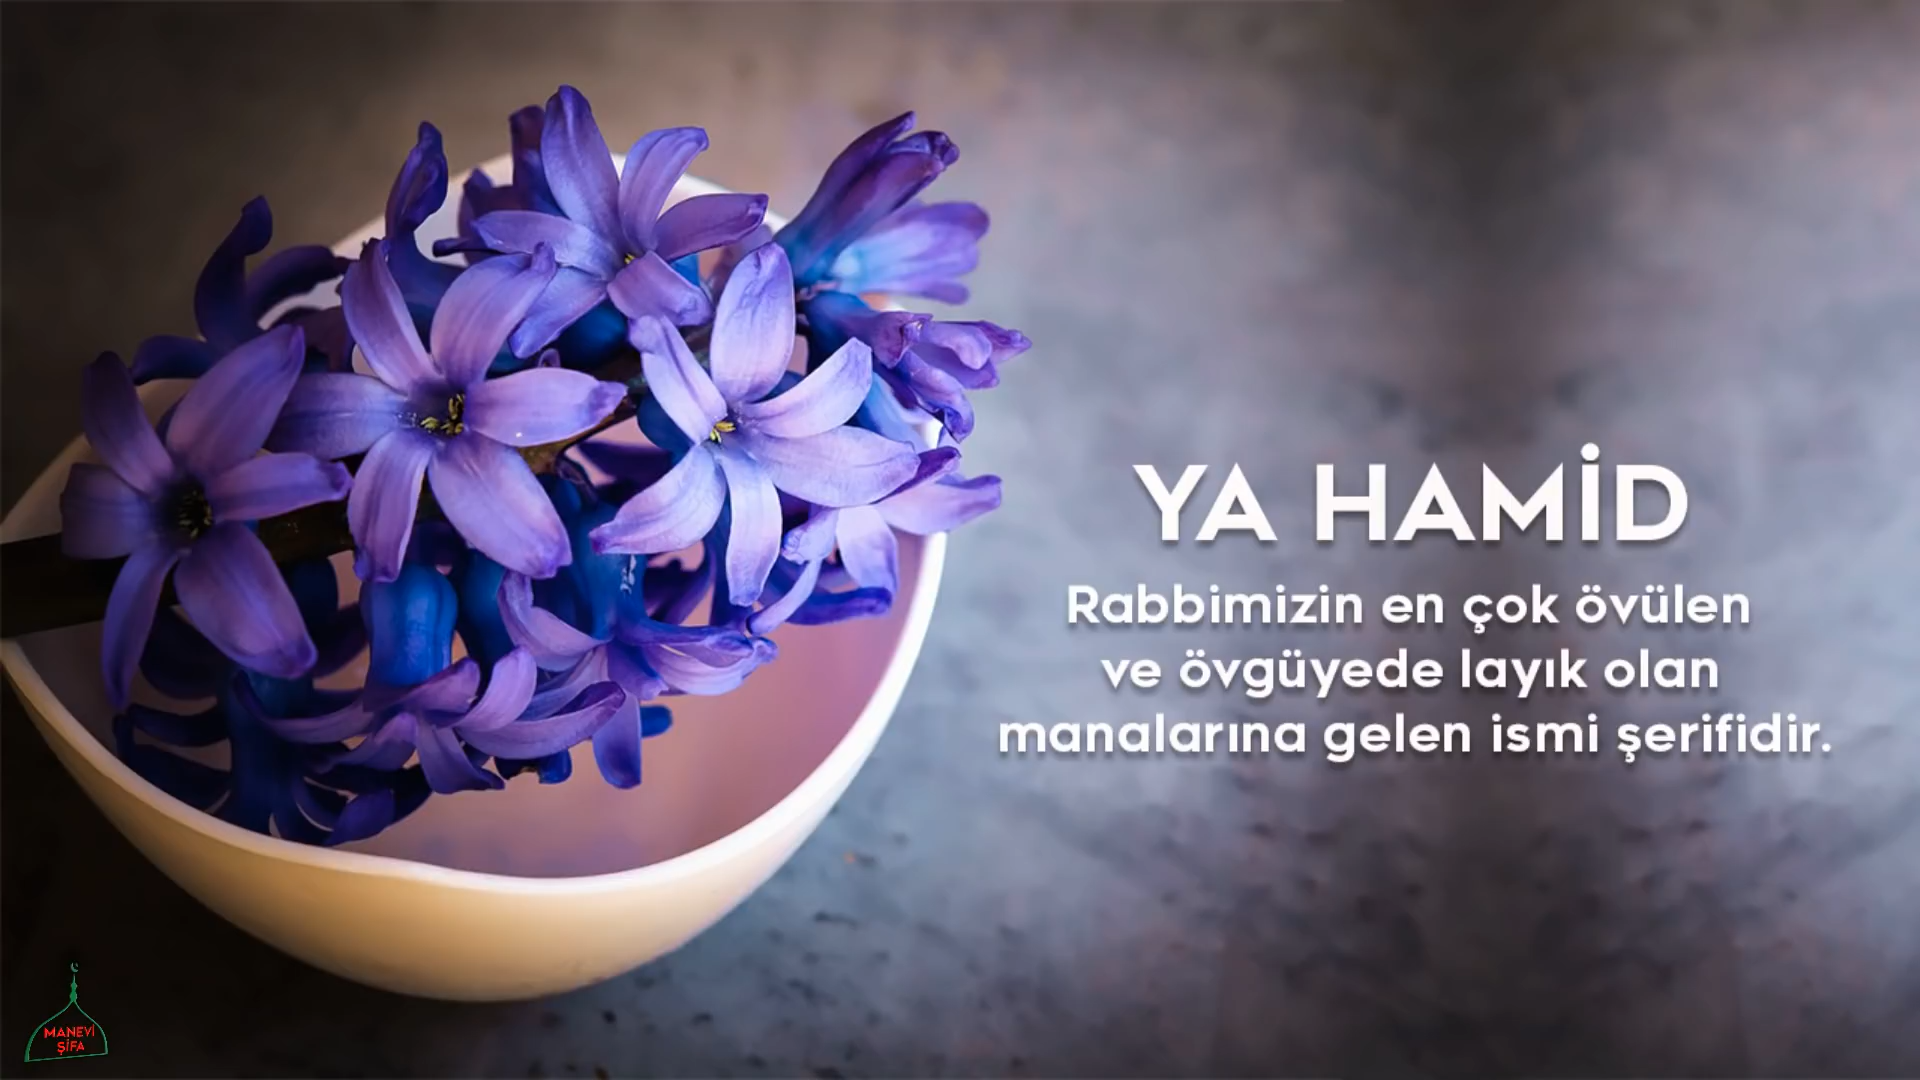 YA HAMİD
Rabbimizin en çok övülen
ve övgüyede layık olan
manalarına gelen ismi şerifidir.
MANEVİ
ŞİFA